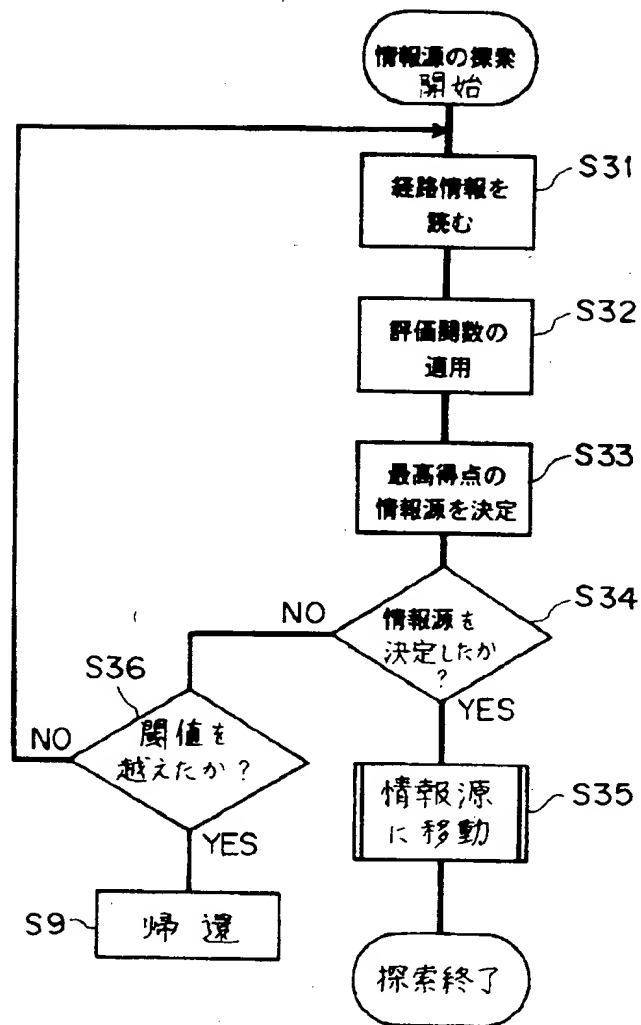 情報源の探索
開始
S31
経路情報を
読む
S32
評価関数の
適用
S33
最高得点の
情報源を決定
S34
情報源を
決定したか
?
NO
YES
S36
閾値を
越えたか?
NO
YES
S35
情報源
に移動
S9
帰還
探索終了